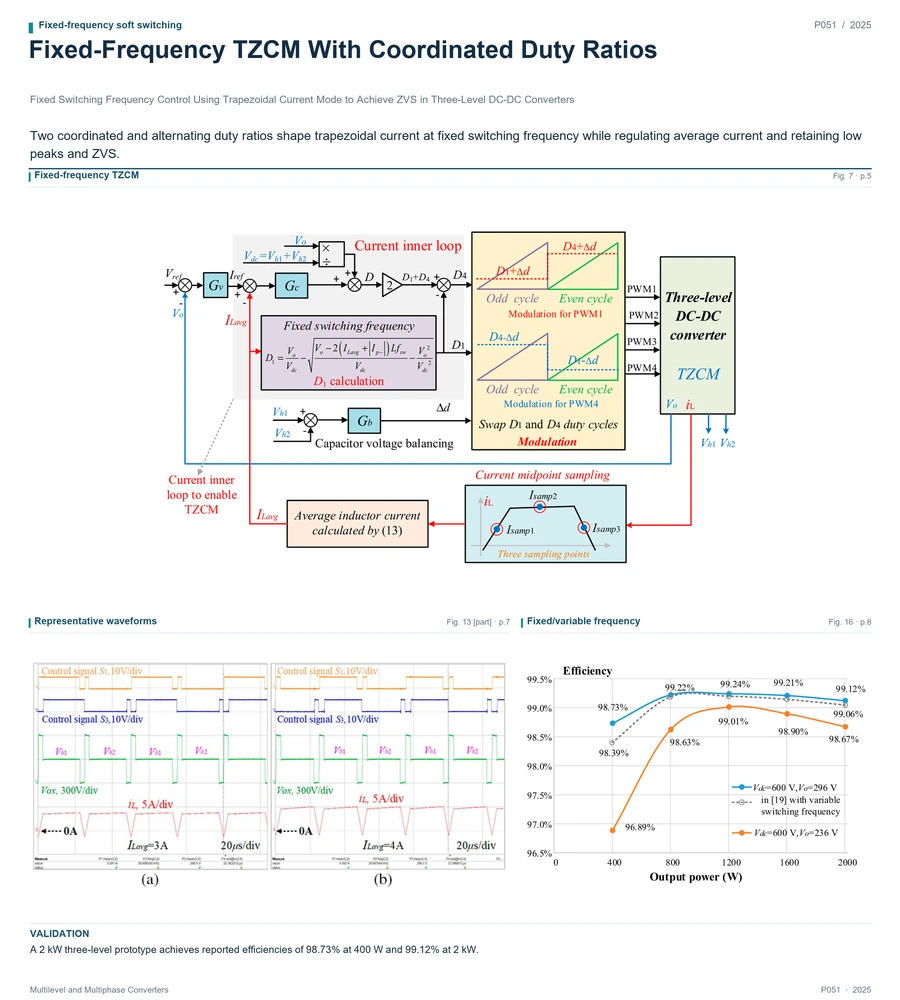 Fixed-frequency soft switching
P051 / 2025
Fixed-Frequency TZCM With Coordinated Duty Ratios
Fixed Switching Frequency Control Using Trapezoidal Current Mode to Achieve ZVS in Three-Level DC-DC Converters
Two coordinated and alternating duty ratios shape trapezoidal current at fixed switching frequency while regulating average current and retaining low
peaks and ZVS.
Fixed-frequency TZCM
Fig. 7 · p.5
Vo
Vdc=Vh1+Vh2
×
÷
Current inner loop
Vref
Gv
Iref
Gc
D
2
D1+D4
D4
Vo
ILavg
Fixed switching frequency
D1 = Vo/Vdc − √((Vo−2(ILavg+|Ip−|)Lfsw)/Vdc − Vo²/Vdc²)
D1 calculation
D1
Vh1
Vh2
Gb
Δd
Capacitor voltage balancing
D1+Δd
D4+Δd
Odd cycle
Even cycle
Modulation for PWM1
D4-Δd
D1-Δd
Odd cycle
Even cycle
Modulation for PWM4
Swap D1 and D4 duty cycles
Modulation
PWM1
PWM2
PWM3
PWM4
Three-level
DC-DC
converter
TZCM
Vo
iL
Vh1
Vh2
Current inner
loop to enable
TZCM
ILavg
Average inductor current
calculated by (13)
Current midpoint sampling
iL
Isamp2
Isamp1
Isamp3
Three sampling points
Representative waveforms
Fig. 13 [part] · p.7
Control signal S1,10V/div
Control signal S3,10V/div
Vh1
Vh2
Vh1
Vh2
Vox, 300V/div
iL, 5A/div
0A
ILavg=3A
20μs/div
(a)
Control signal S1,10V/div
Control signal S3,10V/div
Vh1
Vh2
Vh1
Vh2
Vox, 300V/div
iL, 5A/div
0A
ILavg=4A
20μs/div
(b)
Fixed/variable frequency
Fig. 16 · p.8
Efficiency
99.5%
99.0%
98.5%
98.0%
97.5%
97.0%
96.5%
98.73%
99.22%
99.24%
99.21%
99.12%
98.39%
99.06%
98.63%
99.01%
98.90%
98.67%
96.89%
Vdc=600 V,Vo=296 V
in [19] with variable
switching frequency
Vdc=600 V,Vo=236 V
0
400
800
1200
1600
2000
Output power (W)
VALIDATION
A 2 kW three-level prototype achieves reported efficiencies of 98.73% at 400 W and 99.12% at 2 kW.
Multilevel and Multiphase Converters
P051 · 2025